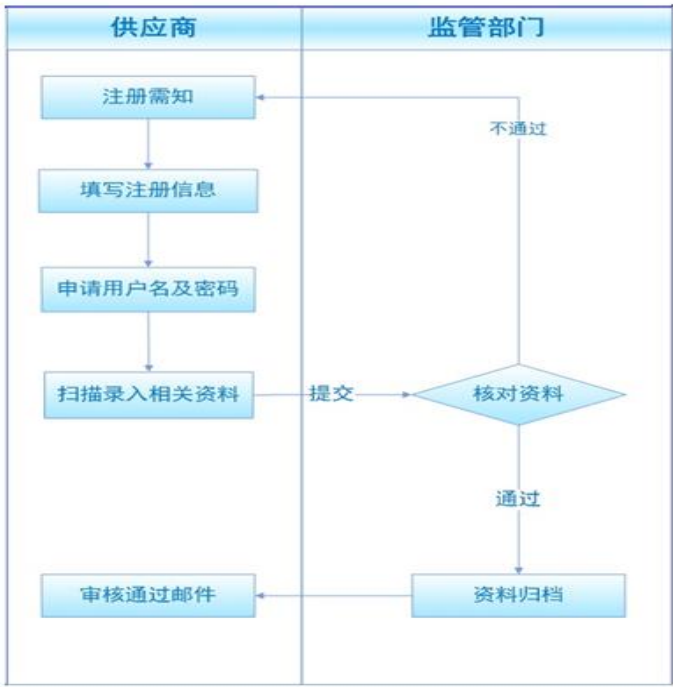 供应商
监管部门
注册需知
不通过
填写注册信息
申请用户名及密码
扫描录入相关资料
提交
核对资料
通过
审核通过邮件
资料归档